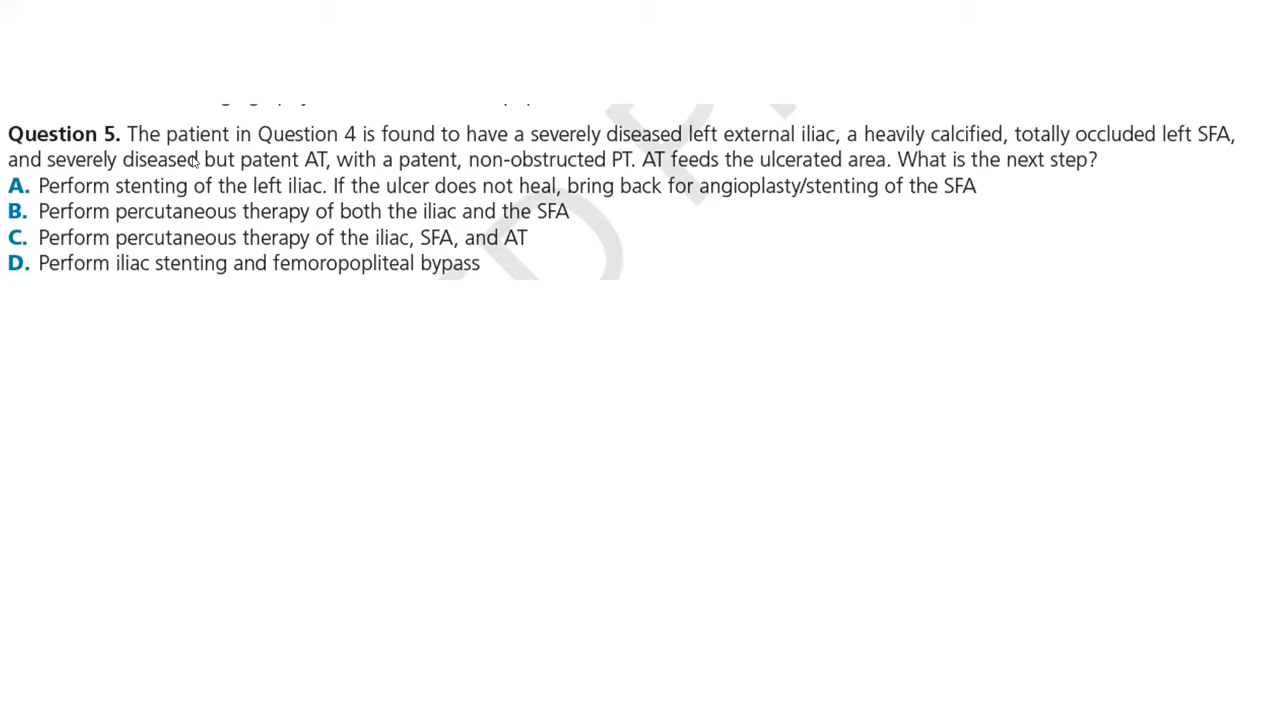 Question 5. The patient in Question 4 is found to have a severely diseased left external iliac, a heavily calcified, totally occluded left SFA,
and severely diseased but patent AT, with a patent, non-obstructed PT. AT feeds the ulcerated area. What is the next step?
A. Perform stenting of the left iliac. If the ulcer does not heal, bring back for angioplasty/stenting of the SFA
B. Perform percutaneous therapy of both the iliac and the SFA
C. Perform percutaneous therapy of the iliac, SFA, and AT
D. Perform iliac stenting and femoropopliteal bypass